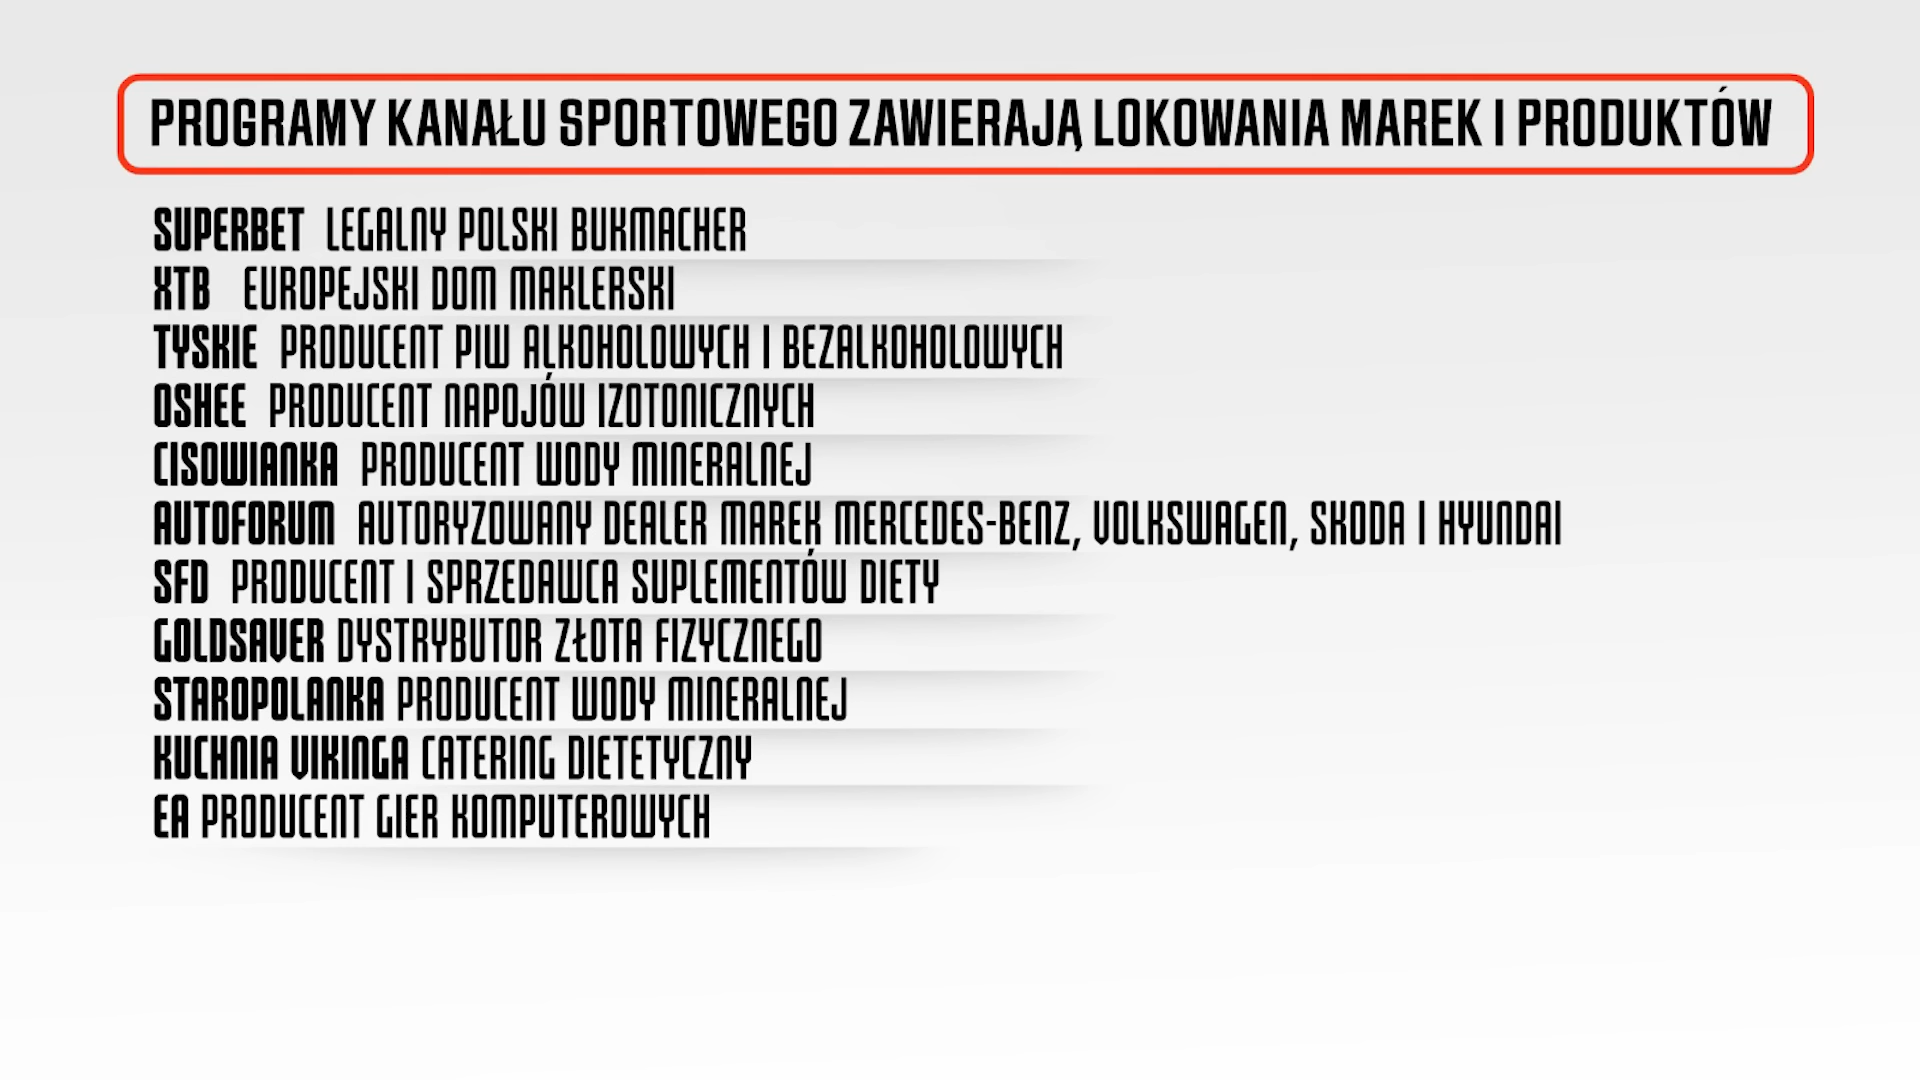 PROGRAMY KANAŁU SPORTOWEGO ZAWIERAJĄ LOKOWANIA MAREK I PRODUKTÓW
SUPERBET LEGALNY POLSKI BUKMACHER
XTB EUROPEJSKI DOM MAKLERSKI
TYSKIE PRODUCENT PIW ALKOHOLOWYCH I BEZALKOHOLOWYCH
OSHEE PRODUCENT NAPOJÓW IZOTONICZNYCH
CISOWIANKA PRODUCENT WODY MINERALNEJ
AUTOFORUM AUTORYZOWANY DEALER MAREK MERCEDES-BENZ, VOLKSWAGEN, SKODA I HYUNDAI
SFD PRODUCENT I SPRZEDAWCA SUPLEMENTÓW DIETY
GOLDSAVER DYSTRYBUTOR ZŁOTA FIZYCZNEGO
STAROPOLANKA PRODUCENT WODY MINERALNEJ
KUCHNIA VIKINGA CATERING DIETETYCZNY
EA PRODUCENT GIER KOMPUTEROWYCH